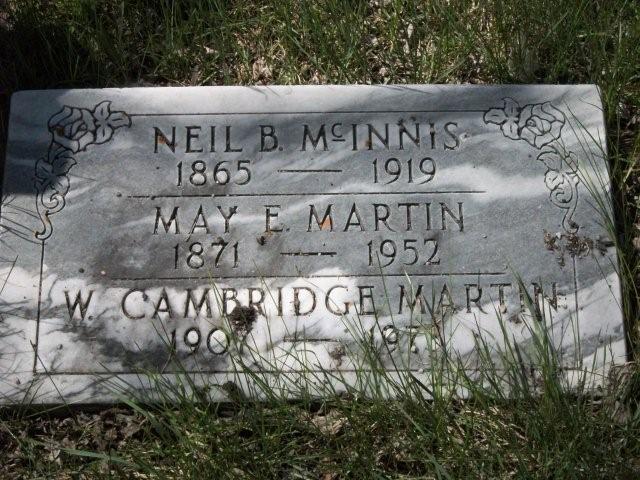 NEIL B. McINNIS
1865 — 1919
MAY E. MARTIN
1871 — 1952
W. CAMBRIDGE MARTIN